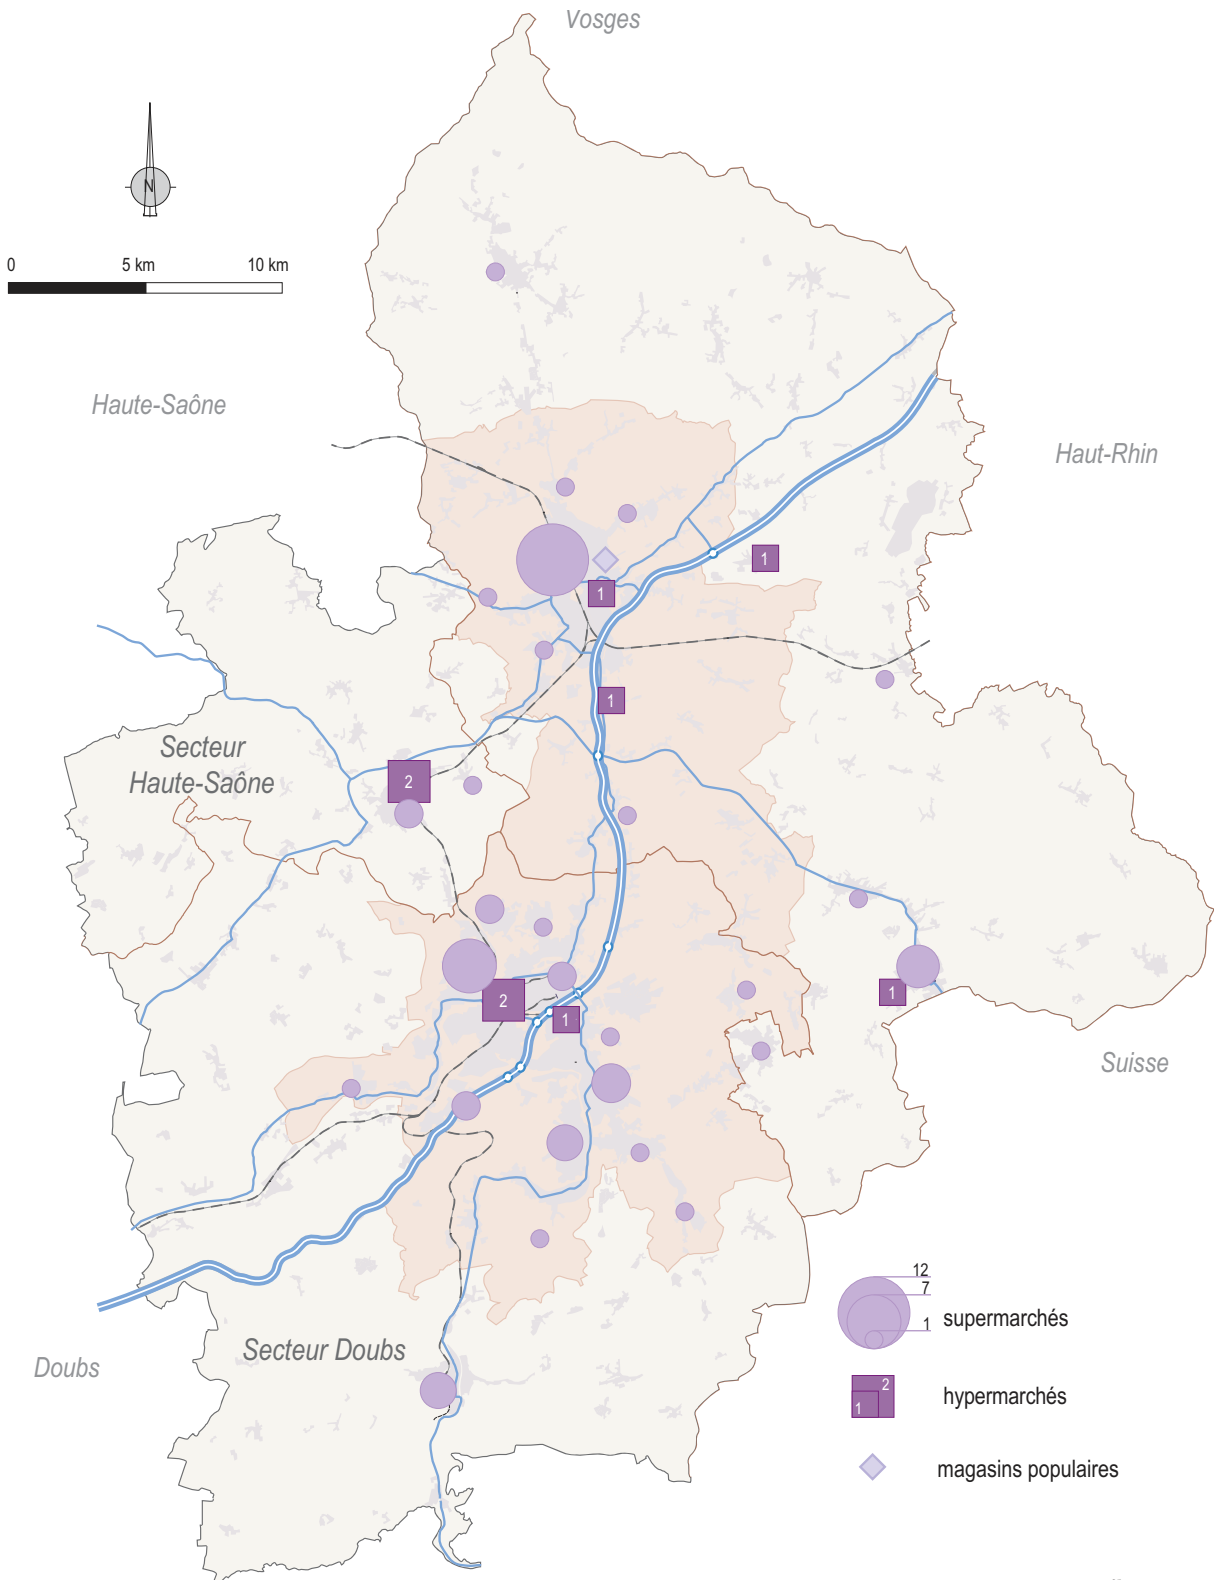 Vosges
N
0 5 km 10 km
Haute-Saône
Haut-Rhin
1
1
1
Secteur
Haute-Saône
2
2
1
1
Suisse
12
7
1
supermarchés
Secteur Doubs
Doubs
2
1
hypermarchés
magasins populaires